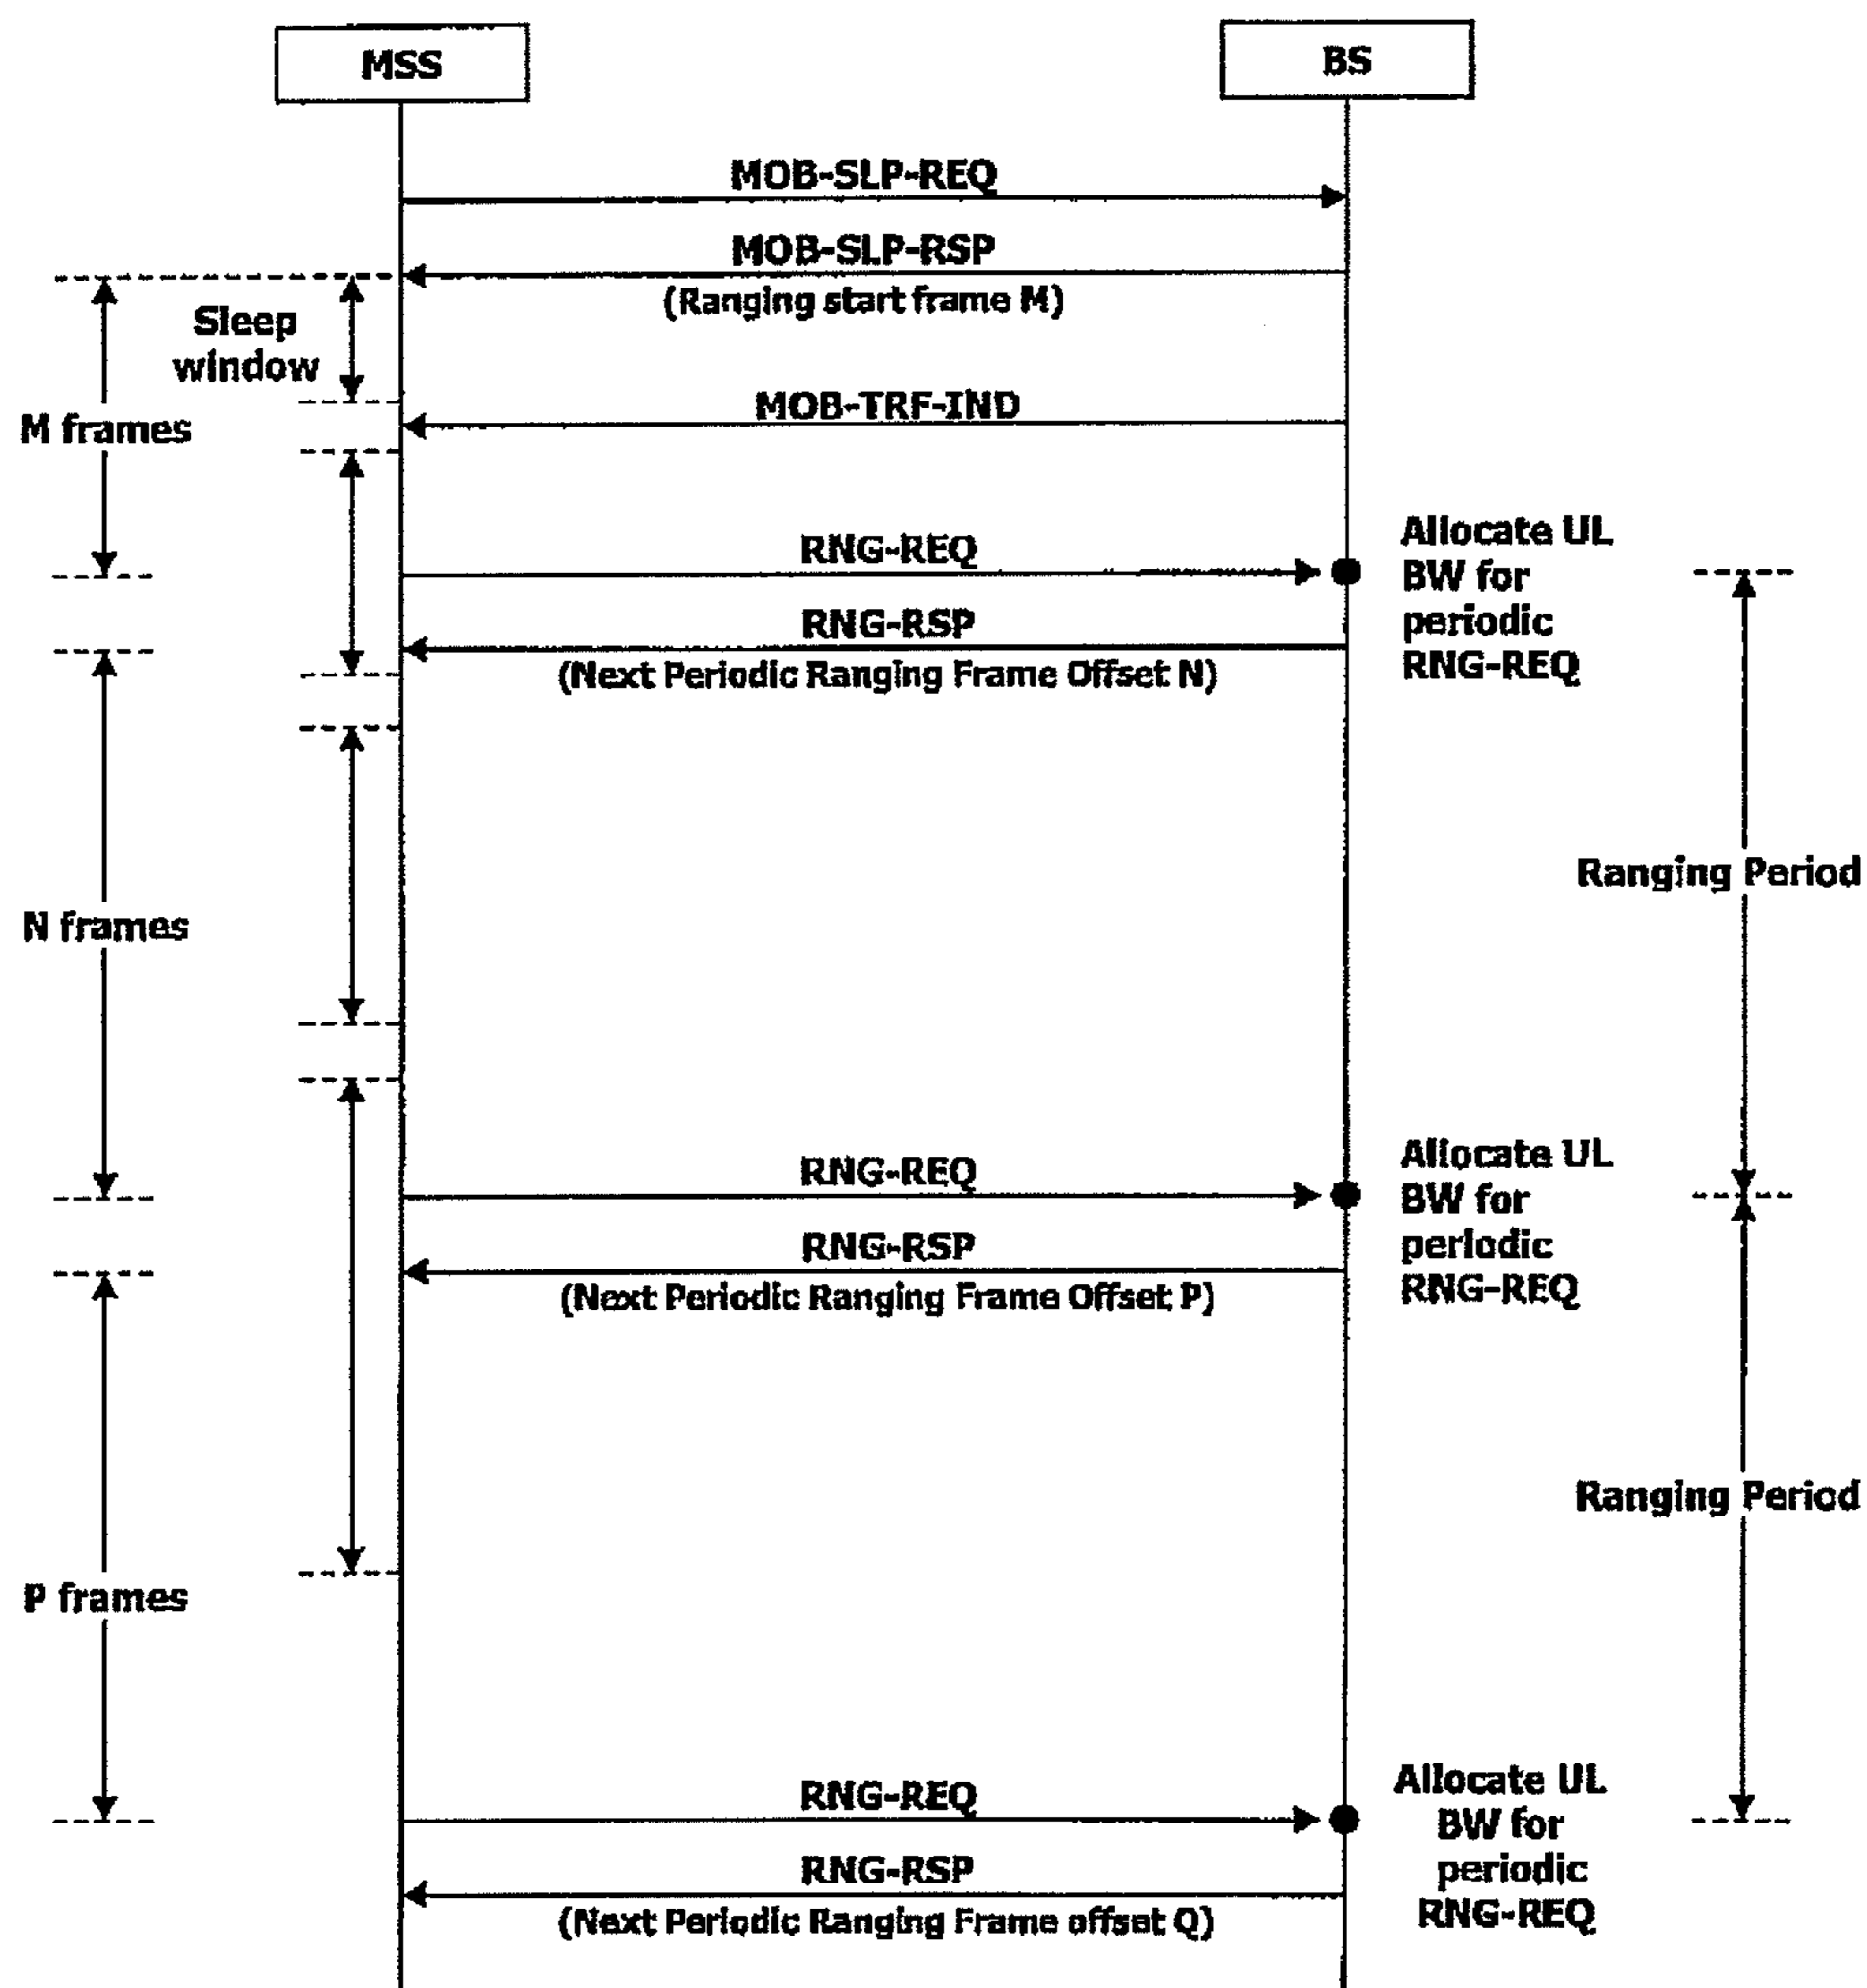 MSS
BS
MOB-SLP-REQ
MOB-SLP-RSP
(Ranging start frame M)
Sleep
window
MOB-TRF-IND
M frames
RNG-REQ
Allocate UL
BW for
periodic
RNG-REQ
RNG-RSP
(Next Periodic Ranging Frame Offset N)
Ranging Period
N frames
RNG-REQ
Allocate UL
BW for
periodic
RNG-REQ
RNG-RSP
(Next Periodic Ranging Frame Offset P)
Ranging Period
P frames
RNG-REQ
Allocate UL
BW for
periodic
RNG-REQ
RNG-RSP
(Next Periodic Ranging Frame offset Q)